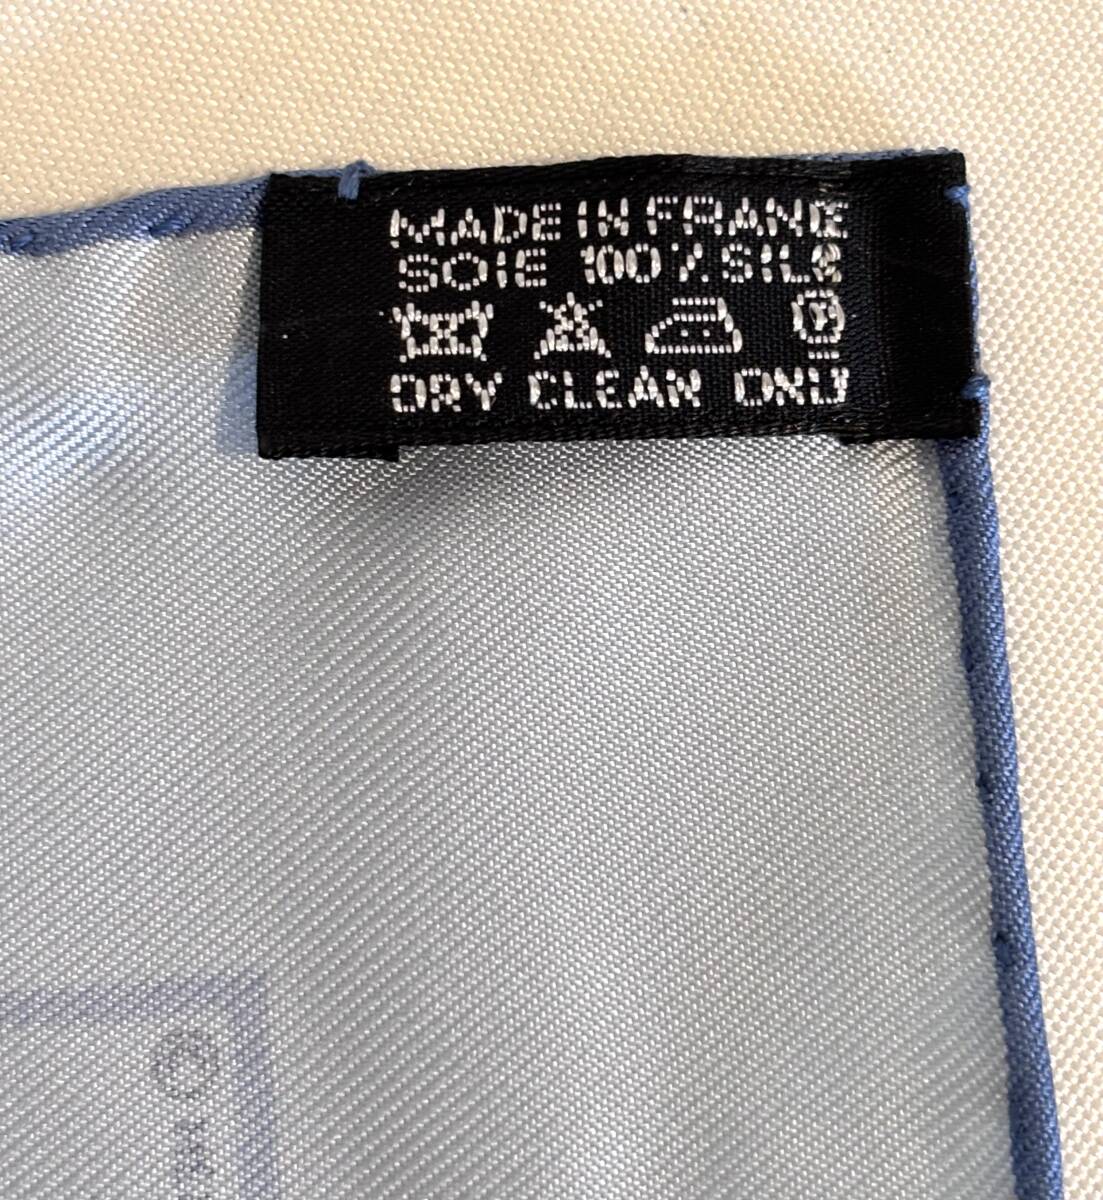 MADE IN FRANCE
SOIE 100% SILK
Ⓟ
DRY CLEAN ONLY
©